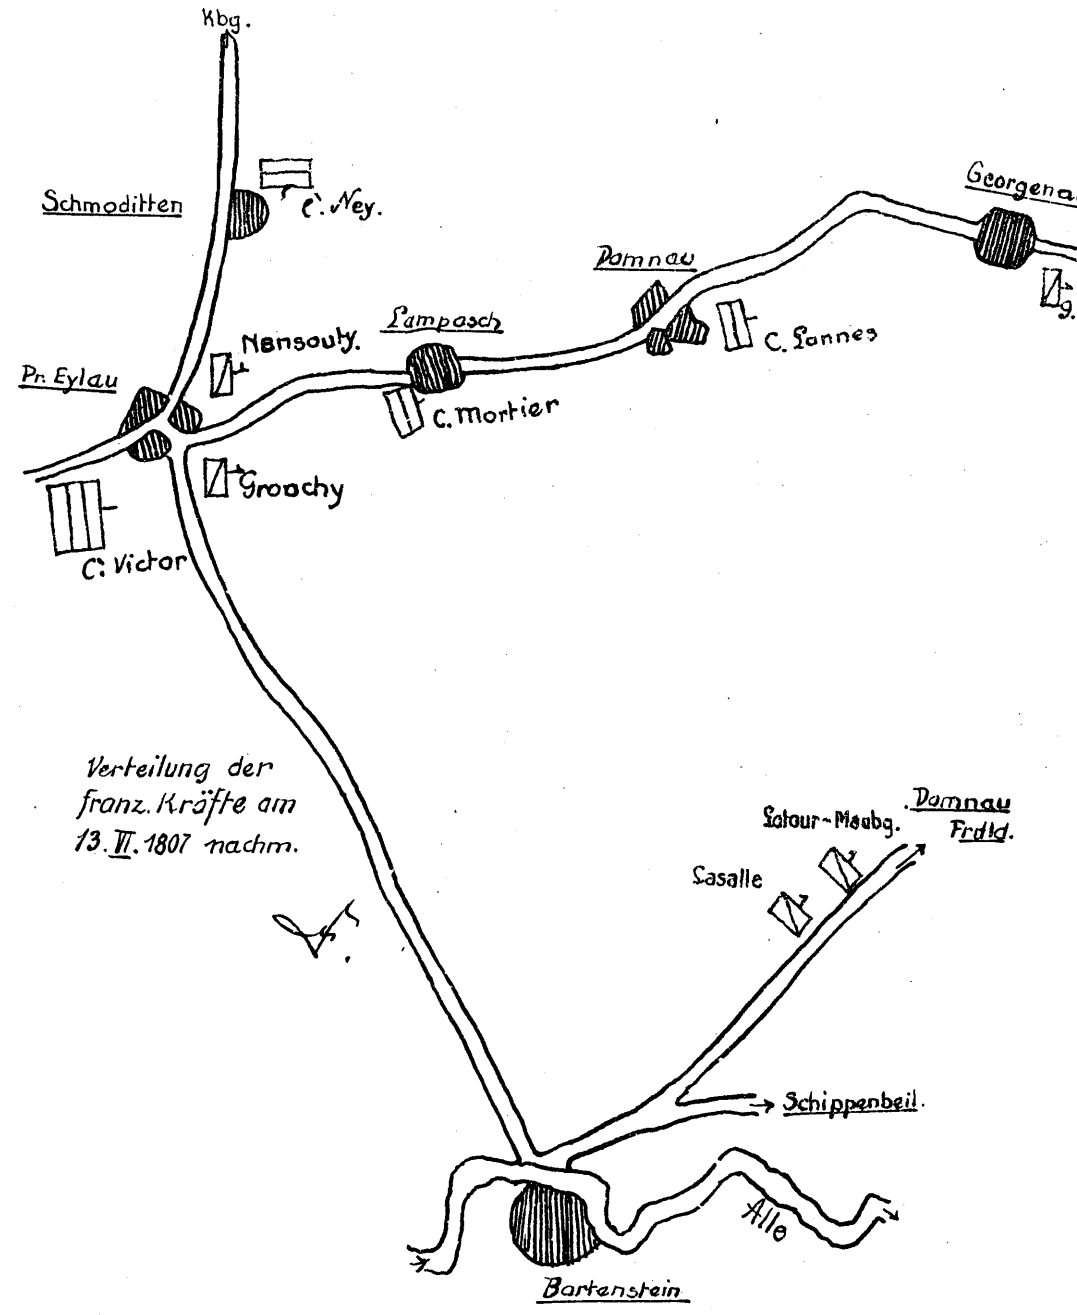 Kbg.
Schmoditten
C. Ney.
Georgena
Domnau
Lampasch
Nansouty.
C. Lannes
Pr. Eylau
C. Mortier
Grouchy
C. Victor
Verteilung der
franz. Kräfte am
13. VI. 1807 nachm.
Domnau
Frdld.
Latour-Maubg.
Lasalle
Schippenbeil.
Alle
Bartenstein